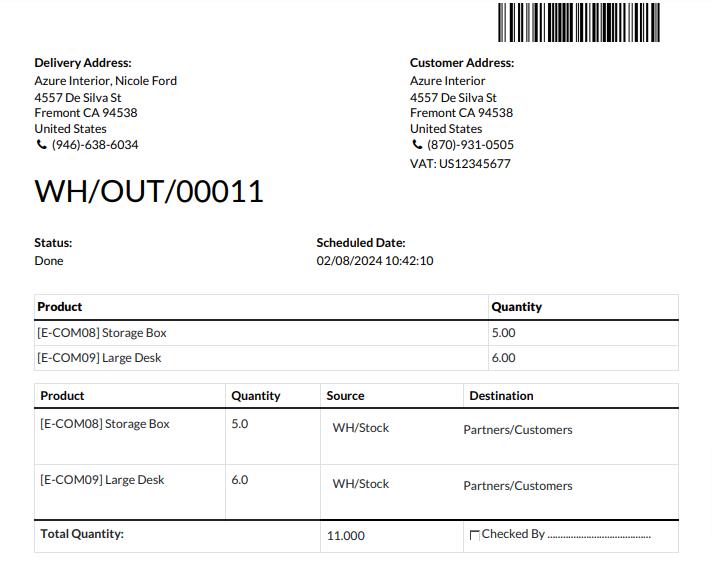 Delivery Address:
Azure Interior, Nicole Ford
4557 De Silva St
Fremont CA 94538
United States
(946)-638-6034
Customer Address:
Azure Interior
4557 De Silva St
Fremont CA 94538
United States
(870)-931-0505
VAT: US12345677
WH/OUT/00011
Status:
Done
Scheduled Date:
02/08/2024 10:42:10
Product Quantity
[E-COM08] Storage Box 5.00
[E-COM09] Large Desk 6.00
Product Quantity Source Destination
[E-COM08] Storage Box 5.0 WH/Stock Partners/Customers
[E-COM09] Large Desk 6.0 WH/Stock Partners/Customers
Total Quantity: 11.000 Checked By ........................................